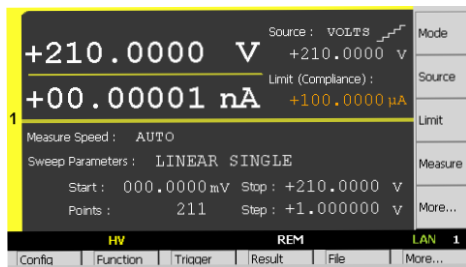 Source : VOLTS Mode
+210.0000 V +210.0000 V
Limit (Compliance) : Source
+00.00001 nA +100.0000 µA
1 Limit
Measure Speed : AUTO
Sweep Parameters : LINEAR SINGLE Measure
Start : 000.0000 mV Stop : +210.0000 V
Points : 211 Step : +1.000000 V More...
HV REM LAN 1
Config Function Trigger Result File More...